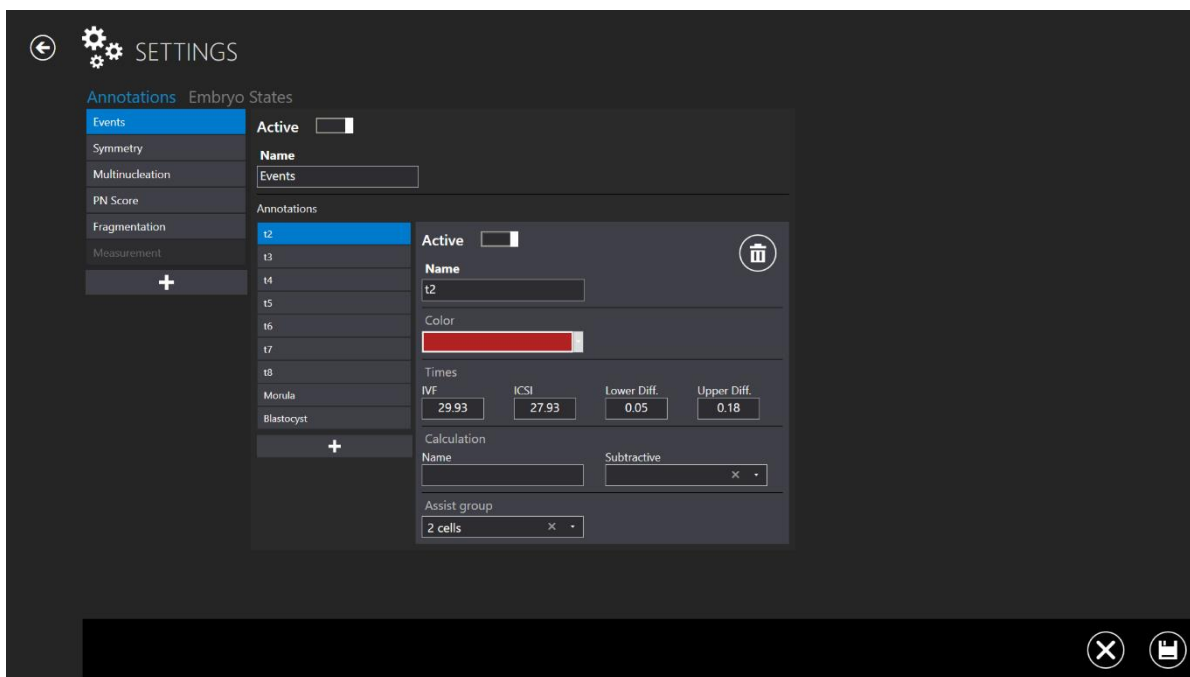 SETTINGS
Annotations Embryo States
Events
Symmetry
Multinucleation
PN Score
Fragmentation
Measurement
+
Active
Name
Events
Annotations
t2
t3
t4
t5
t6
t7
t8
Morula
Blastocyst
+
Active
Name
t2
Color
Times
IVF ICSI Lower Diff. Upper Diff.
29.93 27.93 0.05 0.18
Calculation
Name Subtractive
Assist group
2 cells